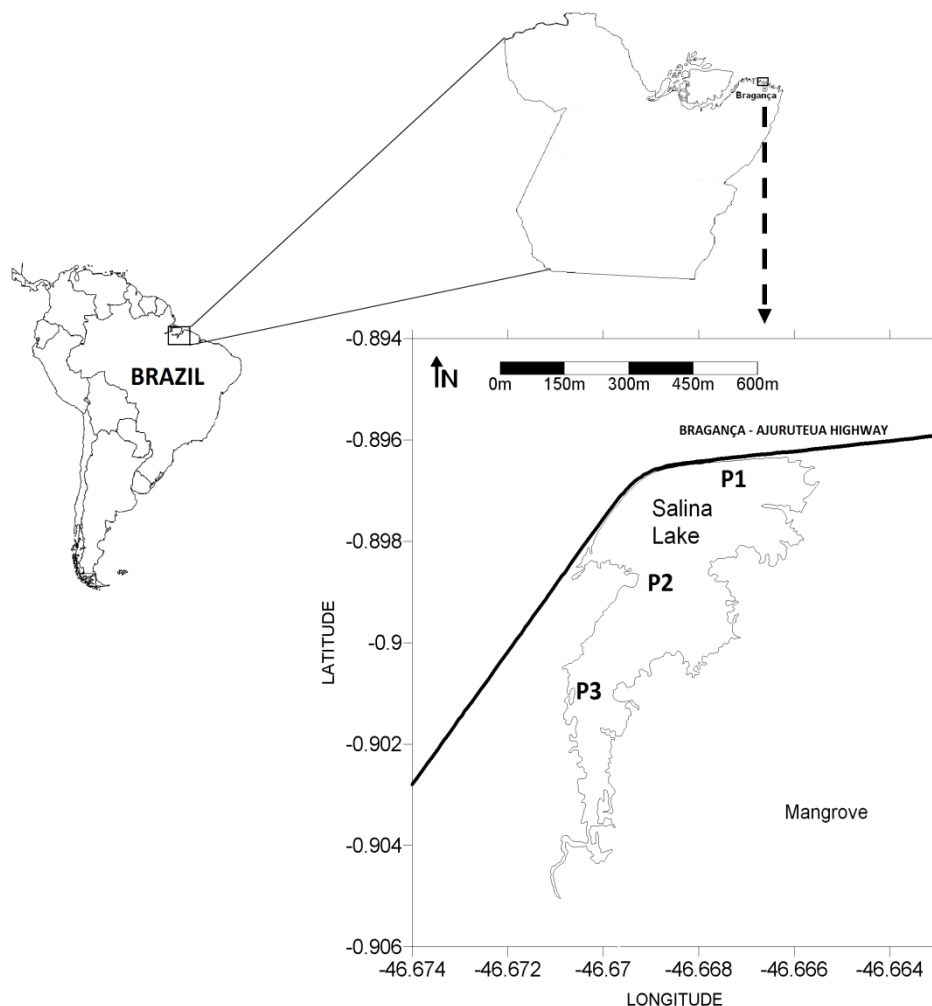 Bragança
BRAZIL
-0.894
N
0m 150m 300m 450m 600m
BRAGANÇA - AJURUTEUA HIGHWAY
-0.896
P1
Salina
Lake
-0.898
P2
LATITUDE
-0.9
P3
-0.902
Mangrove
-0.904
-0.906
-46.674 -46.672 -46.67 -46.668 -46.666 -46.664
LONGITUDE